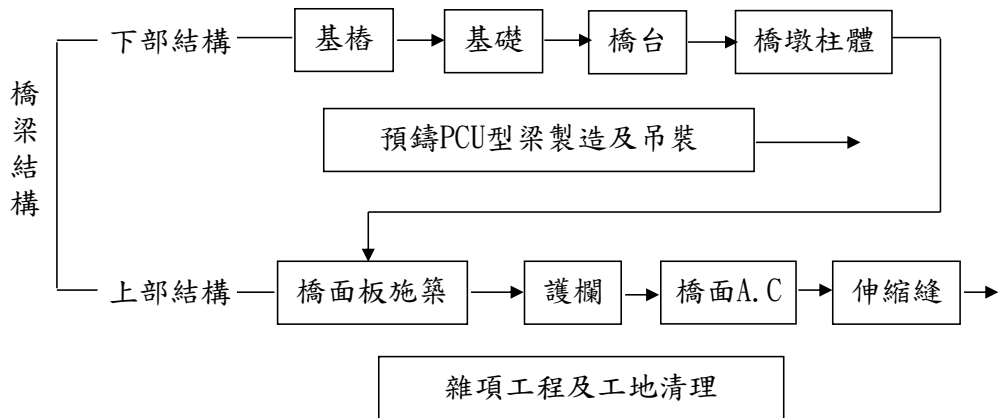 橋梁結構
下部結構
基樁
基礎
橋台
橋墩柱體
預鑄PCU型梁製造及吊裝
上部結構
橋面板施築
護欄
橋面A.C
伸縮縫
雜項工程及工地清理